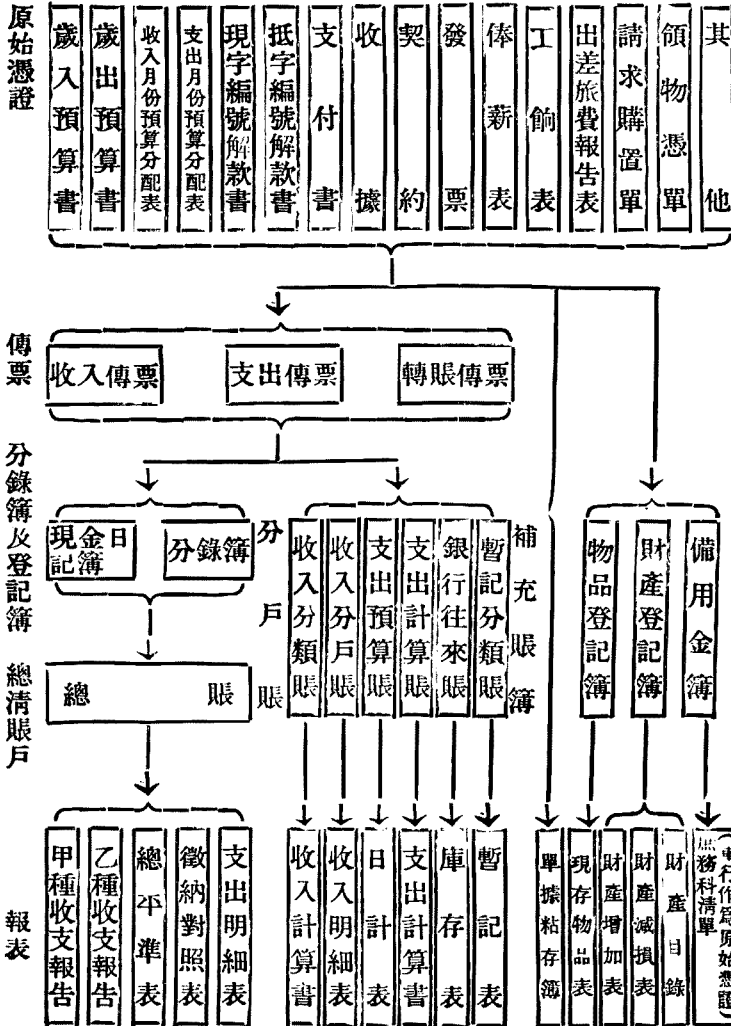 原始憑證
歲入預算書
歲出預算書
收入月份預算分配表
支出月份預算分配表
現字編號解款書
抵字編號解款書
支付書
收據
契約
發票
俸薪表
工餉表
出差旅費報告表
請求購置單
領物憑單
其他
傳票
收入傳票
支出傳票
轉賬傳票
分錄簿及登記簿
現金日記簿
分錄簿
分戶賬
收入分類賬
收入分戶賬
支出預算賬
支出計算賬
銀行往來賬
暫記分類賬
補充賬簿
物品登記簿
財產登記簿
備用金簿
總清賬戶
總賬
報表
甲種收支報告
乙種收支報告
總平準表
徵納對照表
支出明細表
收入計算書
收入明細表
日計表
支出計算書
庫存表
暫記表
單據粘存簿
現存物品表
財產增加表
財產減損表
財產目錄
庶務科清單
行作爲原始憑證)